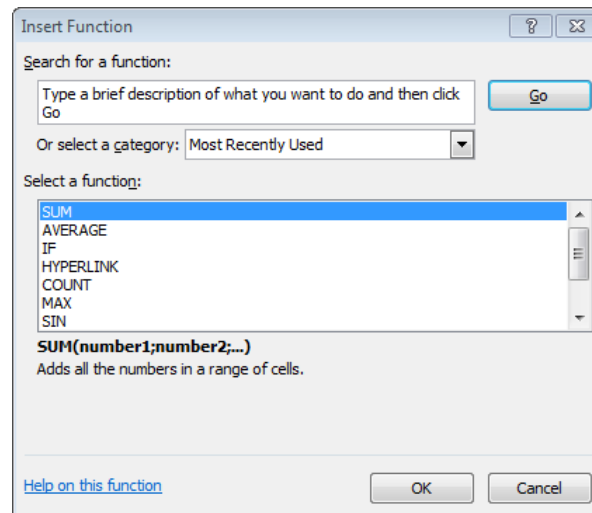 Insert Function
Search for a function:
Type a brief description of what you want to do and then click
Go
Go
Or select a category: Most Recently Used
Select a function:
SUM
AVERAGE
IF
HYPERLINK
COUNT
MAX
SIN
SUM(number1;number2;...)
Adds all the numbers in a range of cells.
Help on this function
OK
Cancel